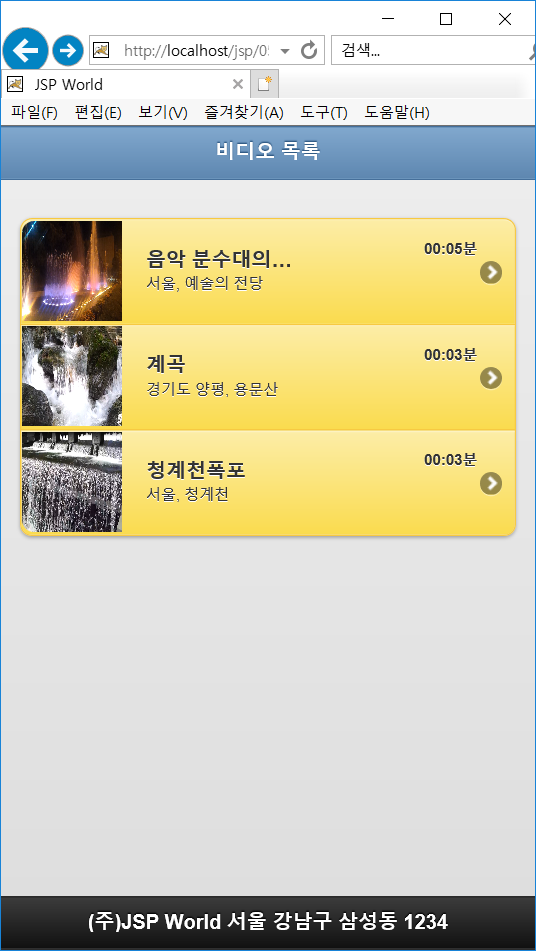 http://localhost/jsp/05
검색...
JSP World
파일(F) 편집(E) 보기(V) 즐겨찾기(A) 도구(T) 도움말(H)
비디오 목록
음악 분수대의...
00:05분
서울, 예술의 전당
계곡
00:03분
경기도 양평, 용문산
청계천폭포
00:03분
서울, 청계천
(주)JSP World 서울 강남구 삼성동 1234